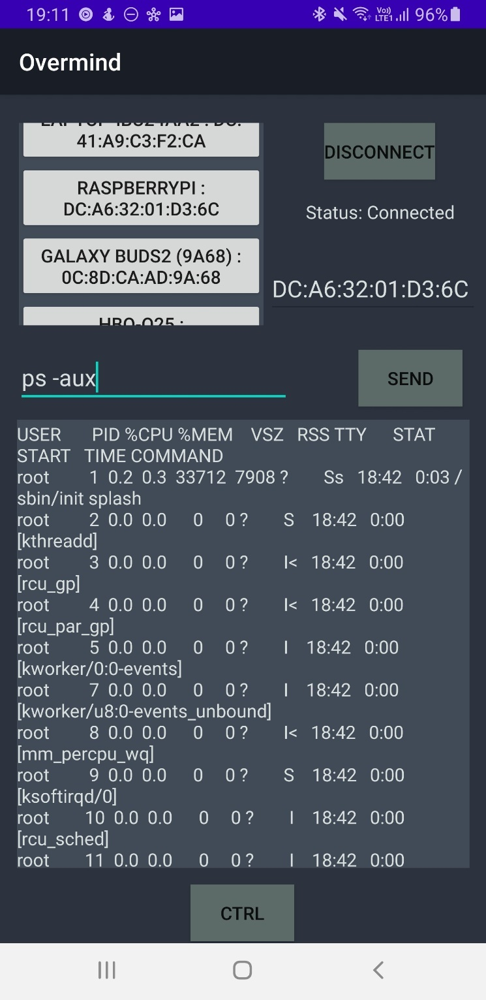 19:11 Vo)) LTE1 96%
Overmind
41:A9:C3:F2:CA
RASPBERRYPI :
DC:A6:32:01:D3:6C
GALAXY BUDS2 (9A68) :
0C:8D:CA:AD:9A:68
HBQ-Q25 :
DISCONNECT
Status: Connected
DC:A6:32:01:D3:6C
ps -aux
SEND
USER PID %CPU %MEM VSZ RSS TTY STAT
START TIME COMMAND
root 1 0.2 0.3 33712 7908 ? Ss 18:42 0:03 /
sbin/init splash
root 2 0.0 0.0 0 0 ? S 18:42 0:00
[kthreadd]
root 3 0.0 0.0 0 0 ? I< 18:42 0:00
[rcu_gp]
root 4 0.0 0.0 0 0 ? I< 18:42 0:00
[rcu_par_gp]
root 5 0.0 0.0 0 0 ? I 18:42 0:00
[kworker/0:0-events]
root 7 0.0 0.0 0 0 ? I 18:42 0:00
[kworker/u8:0-events_unbound]
root 8 0.0 0.0 0 0 ? I< 18:42 0:00
[mm_percpu_wq]
root 9 0.0 0.0 0 0 ? S 18:42 0:00
[ksoftirqd/0]
root 10 0.0 0.0 0 0 ? I 18:42 0:00
[rcu_sched]
root 11 0.0 0.0 0 0 ? I 18:42 0:00
CTRL